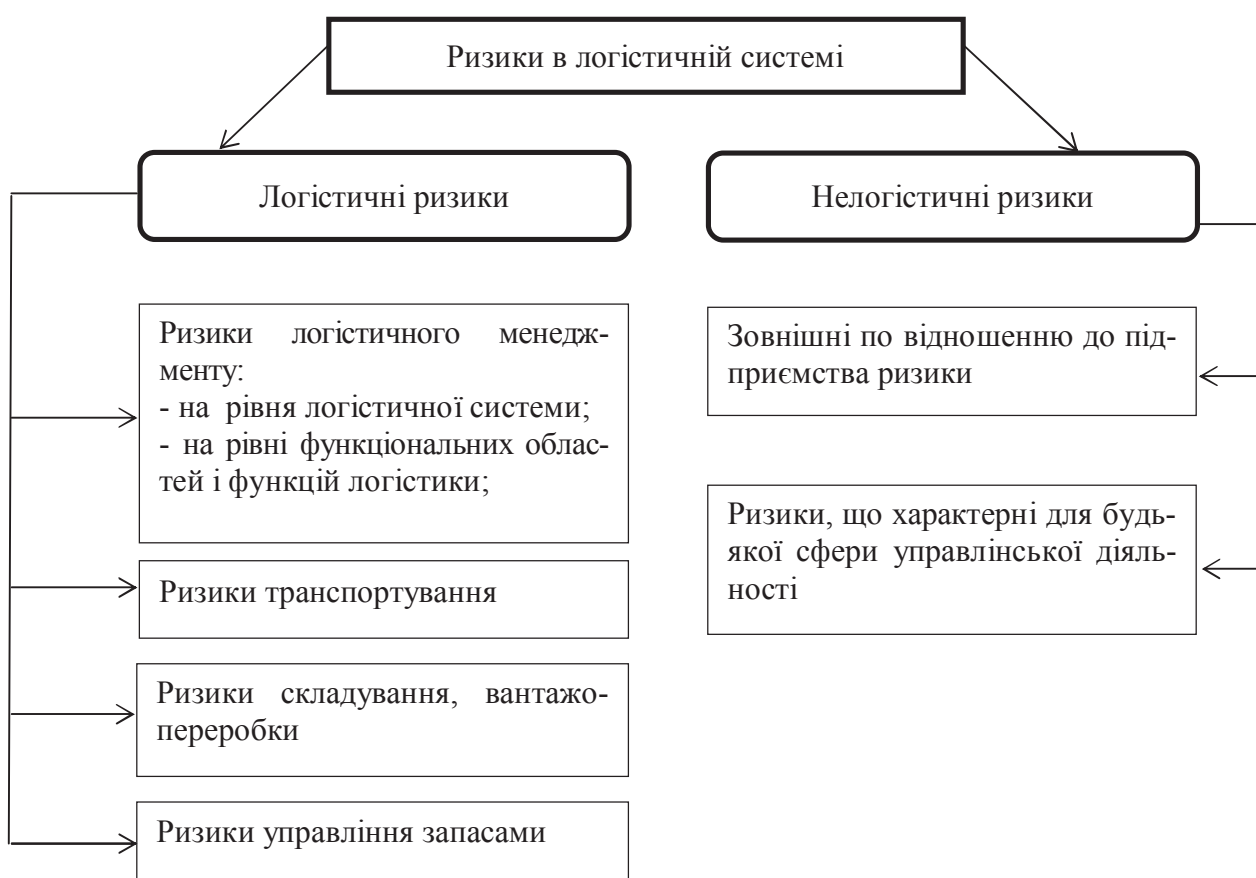 Ризики в логістичній системі
Логістичні ризики
Нелогістичні ризики
Ризики логістичного менедж-
менту:
- на рівня логістичної системи;
- на рівні функціональних облас-
тей і функцій логістики;
Ризики транспортування
Ризики складування, вантажо-
переробки
Ризики управління запасами
Зовнішні по відношенню до під-
приємства ризики
Ризики, що характерні для будь-
якої сфери управлінської діяль-
ності